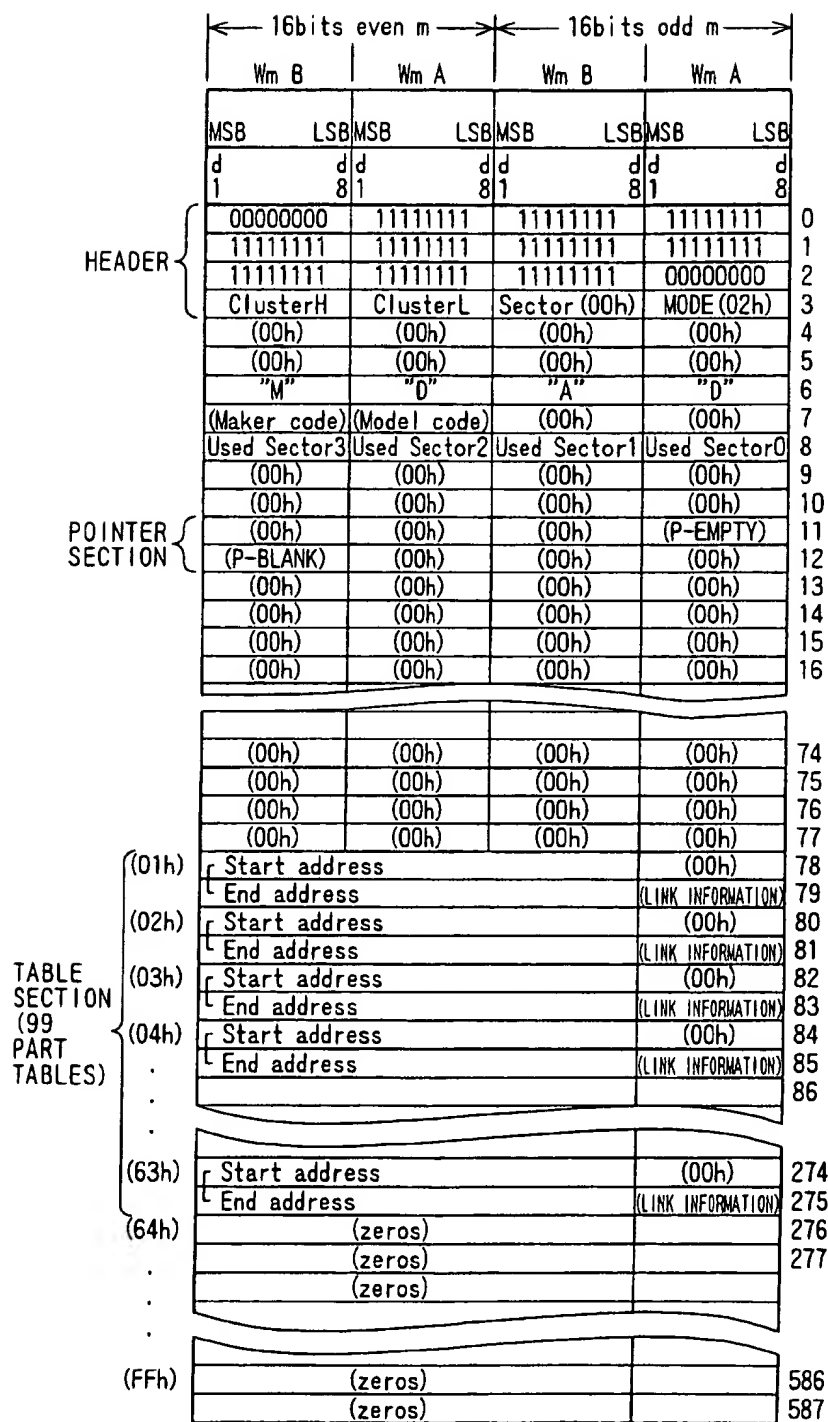 16bits even m 16bits odd m
Wm B Wm A Wm B Wm A
MSB LSB MSB LSB MSB LSB MSB LSB
d d d d d d d d
1 8 1 8 1 8 1 8
HEADER
00000000 11111111 11111111 11111111 0
11111111 11111111 11111111 11111111 1
11111111 11111111 11111111 00000000 2
ClusterH ClusterL Sector(00h) MODE(02h) 3
(00h) (00h) (00h) (00h) 4
(00h) (00h) (00h) (00h) 5
"M" "D" "A" "D" 6
(Maker code) (Model code) (00h) (00h) 7
Used Sector3 Used Sector2 Used Sector1 Used Sector0 8
(00h) (00h) (00h) (00h) 9
(00h) (00h) (00h) (00h) 10
POINTER SECTION
(00h) (00h) (00h) (P-EMPTY) 11
(P-BLANK) (00h) (00h) (00h) 12
(00h) (00h) (00h) (00h) 13
(00h) (00h) (00h) (00h) 14
(00h) (00h) (00h) (00h) 15
(00h) (00h) (00h) (00h) 16
(00h) (00h) (00h) (00h) 74
(00h) (00h) (00h) (00h) 75
(00h) (00h) (00h) (00h) 76
(00h) (00h) (00h) (00h) 77
TABLE
SECTION
(99
PART
TABLES)
(01h) Start address (00h) 78
End address (LINK INFORMATION) 79
(02h) Start address (00h) 80
End address (LINK INFORMATION) 81
(03h) Start address (00h) 82
End address (LINK INFORMATION) 83
(04h) Start address (00h) 84
End address (LINK INFORMATION) 85
86
(63h) Start address (00h) 274
End address (LINK INFORMATION) 275
(64h) (zeros) 276
(zeros) 277
(zeros)
(FFh) (zeros) 586
(zeros) 587